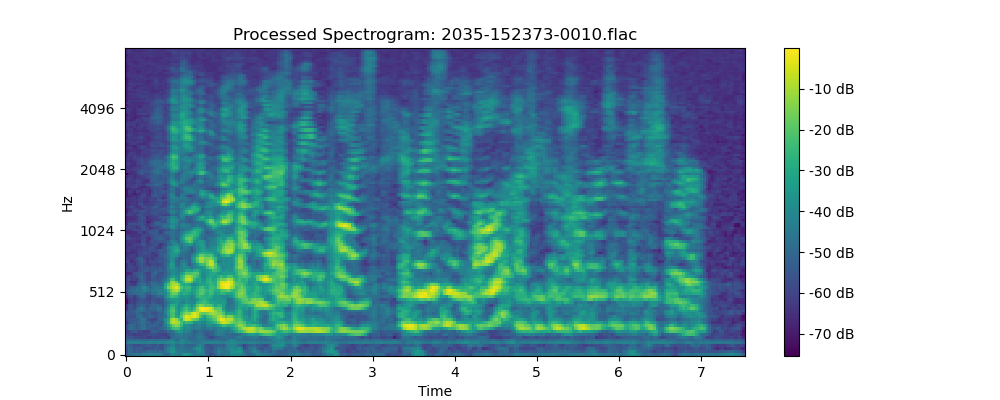 Processed Spectrogram: 2035-152373-0010.flac
4096
2048
1024
512
0
Hz
0 1 2 3 4 5 6 7
Time
-10 dB
-20 dB
-30 dB
-40 dB
-50 dB
-60 dB
-70 dB